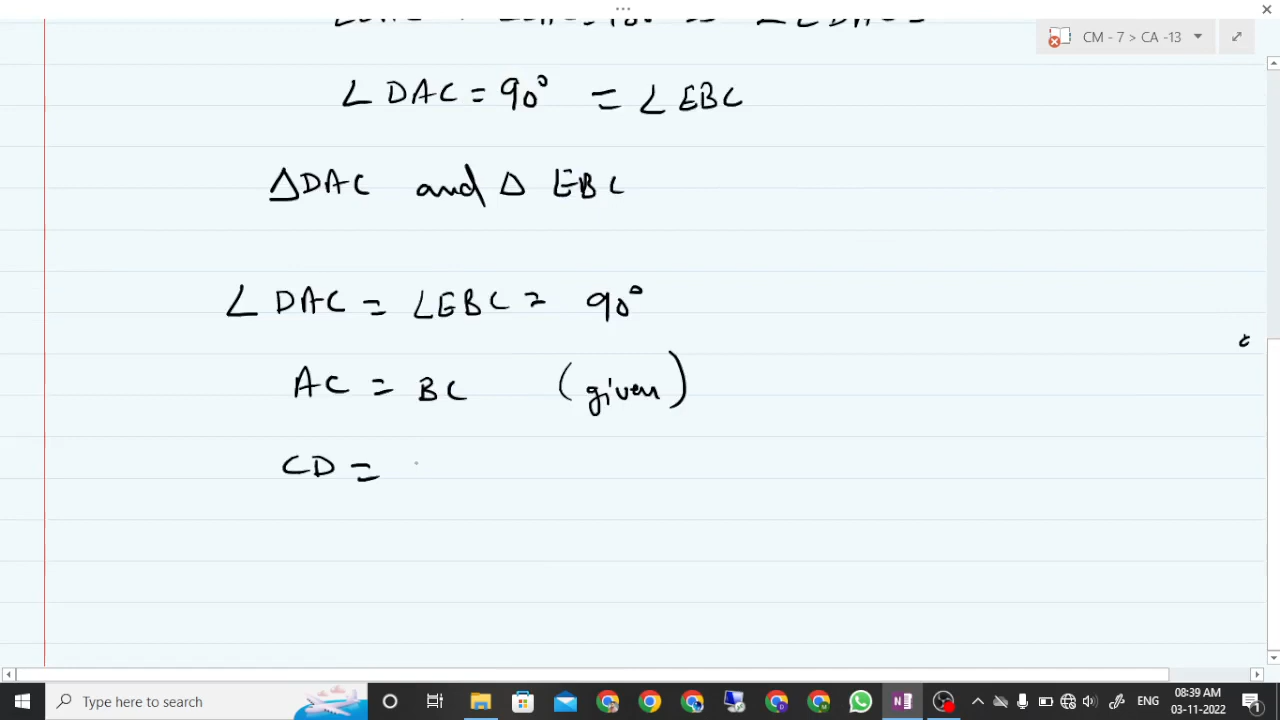 CM - 7 > CA -13
∠DAC = 90° = ∠EBC
△DAC and △ EBC
∠ DAC = ∠EBC = 90°
AC = BC (given)
CD =
Type here to search
ENG
08:39 AM
03-11-2022
1